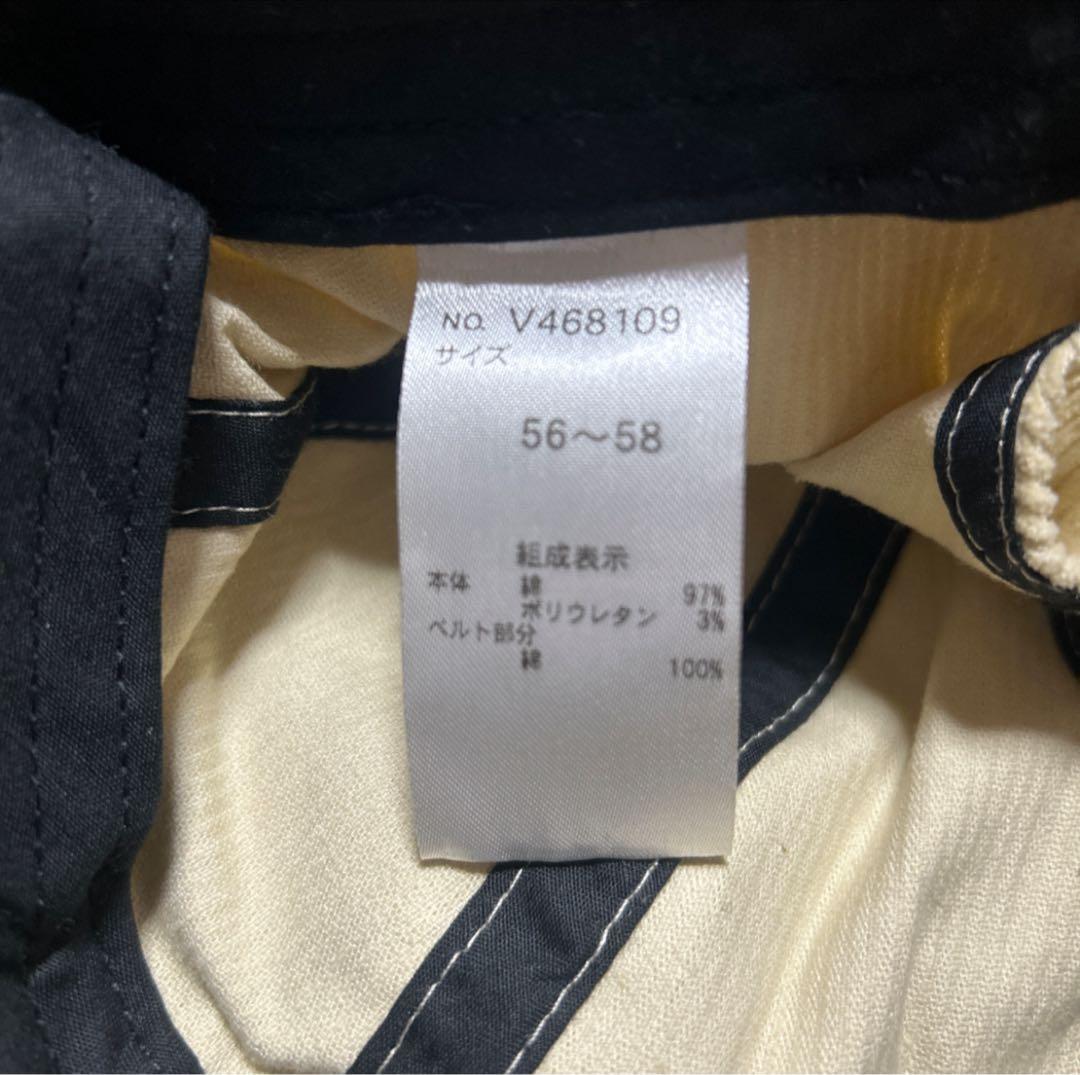 NO. V468109
サイズ
56～58
組成表示
本体 綿 97%
ポリウレタン 3%
ベルト部分
綿 100%